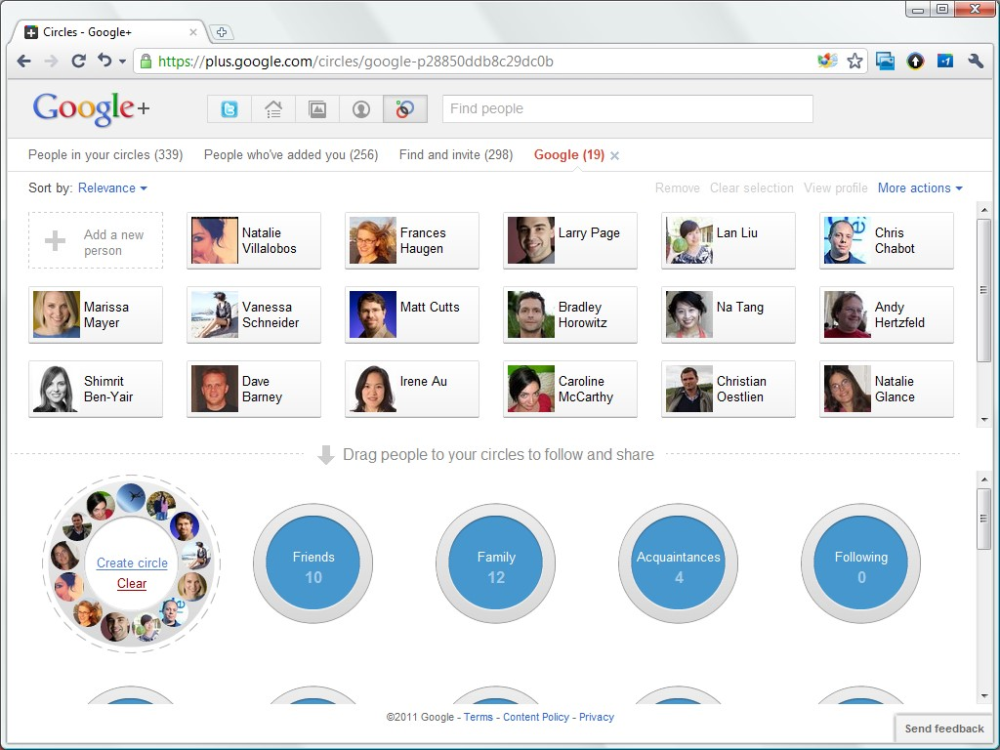 Circles - Google+
https://plus.google.com/circles/google-p28850ddb8c29dc0b
-1
Google+
Find people
People in your circles (339)
People who've added you (256)
Find and invite (298)
Google (19)
Sort by: Relevance
Remove
Clear selection
View profile
More actions
Add a new
person
Natalie
Villalobos
Frances
Haugen
Larry Page
Lan Liu
Chris
Chabot
Marissa
Mayer
Vanessa
Schneider
Matt Cutts
Bradley
Horowitz
Na Tang
Andy
Hertzfeld
Shimrit
Ben-Yair
Dave
Barney
Irene Au
Caroline
McCarthy
Christian
Oestlien
Natalie
Glance
Drag people to your circles to follow and share
Create circle
Clear
Friends
10
Family
12
Acquaintances
4
Following
0
©2011 Google - Terms - Content Policy - Privacy
Send feedback